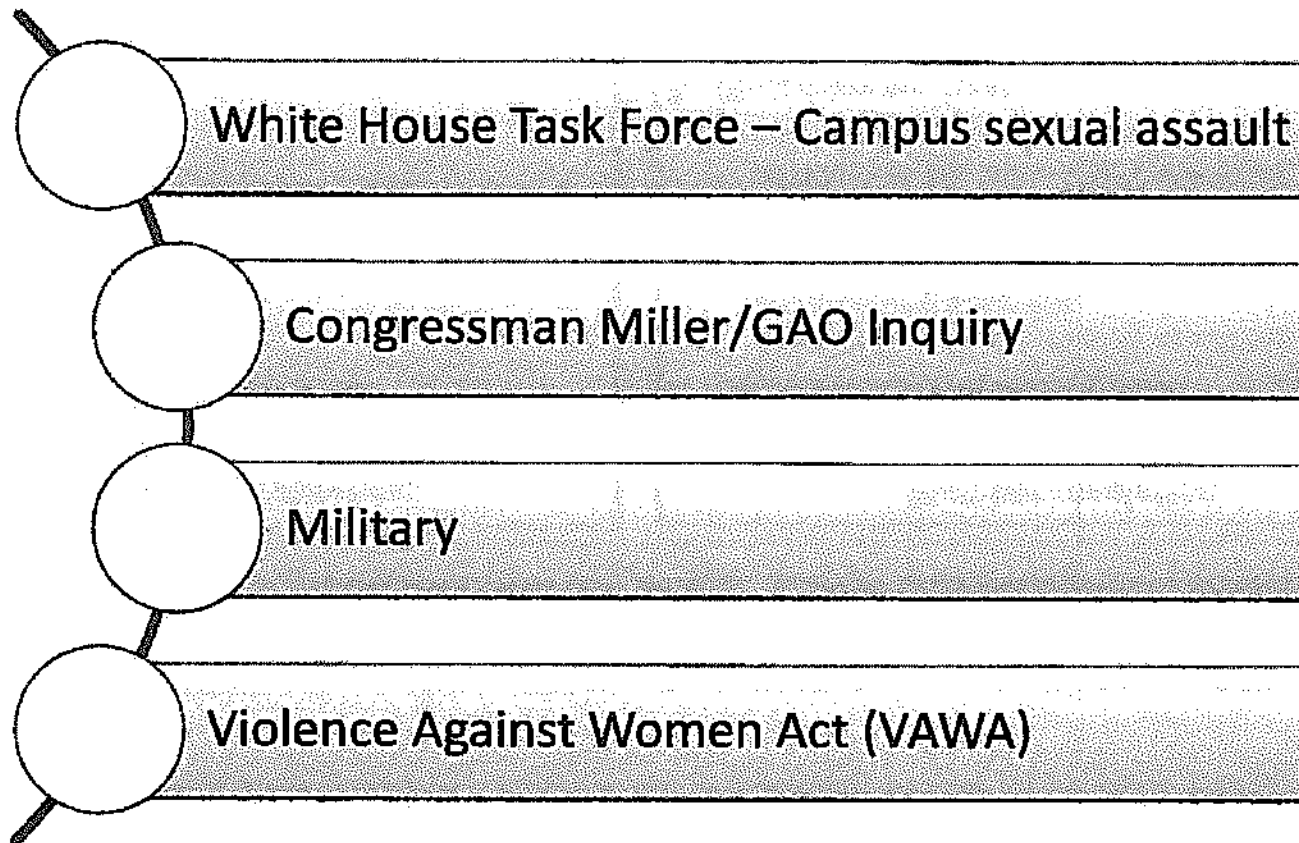 White House Task Force – Campus sexual assault
Congressman Miller/GAO Inquiry
Military
Violence Against Women Act (VAWA)